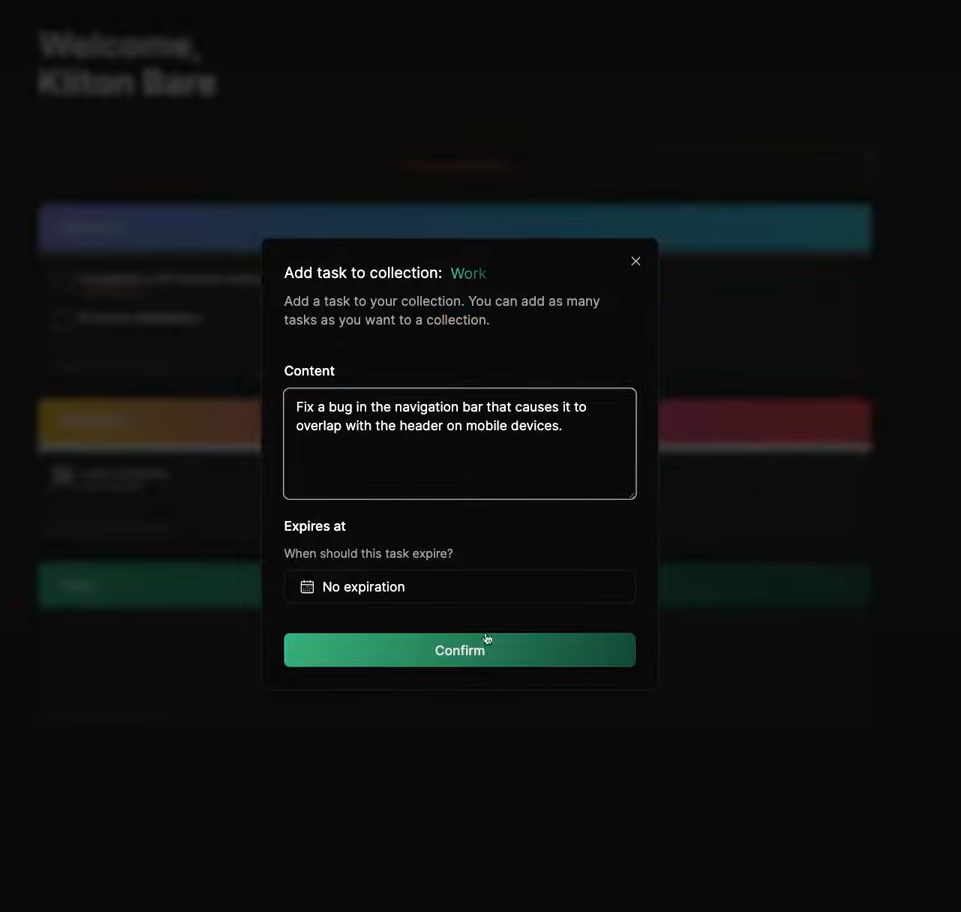 Welcome,
Kliton Bare
Add task to collection: Work
Add a task to your collection. You can add as many
tasks as you want to a collection.
Content
Fix a bug in the navigation bar that causes it to
overlap with the header on mobile devices.
Expires at
When should this task expire?
No expiration
Confirm